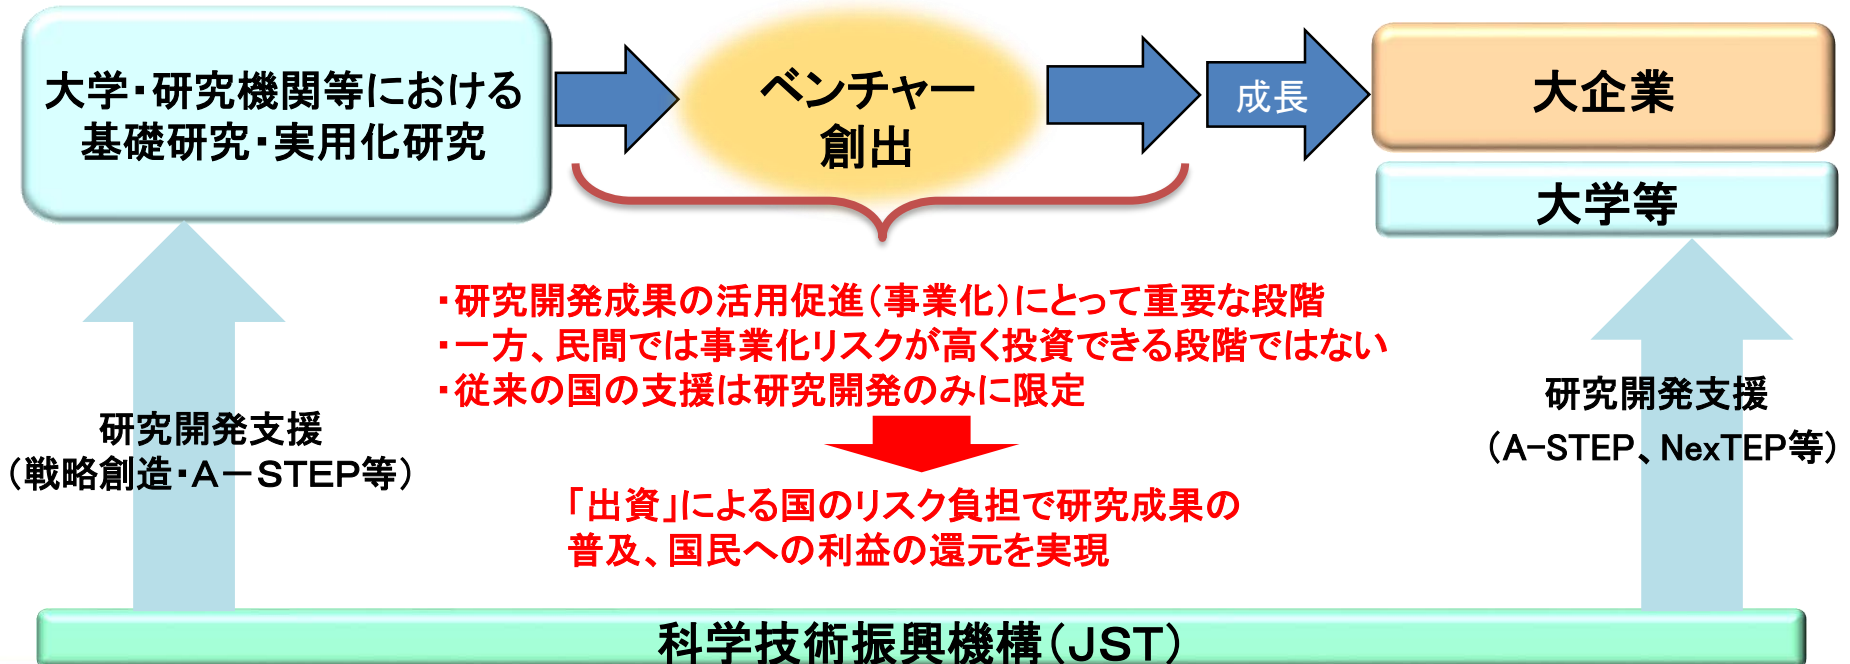 大学・研究機関等における
基礎研究・実用化研究
ベンチャー
創出
成長
大企業
大学等
・研究開発成果の活用促進（事業化）にとって重要な段階
・一方、民間では事業化リスクが高く投資できる段階ではない
・従来の国の支援は研究開発のみに限定
研究開発支援
（戦略創造・A－STEP等）
研究開発支援
（A-STEP、NexTEP等）
「出資」による国のリスク負担で研究成果の
普及、国民への利益の還元を実現
科学技術振興機構（JST）